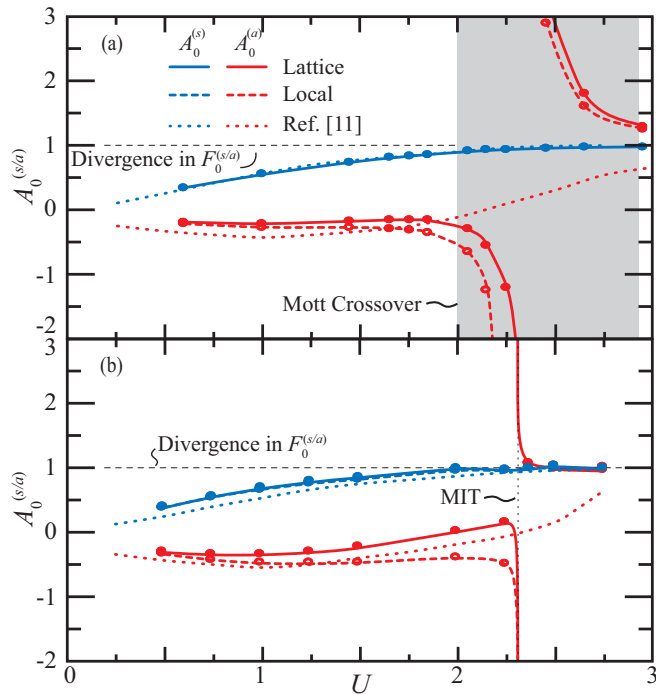 3
(a)
A₀⁽ˢ⁾ A₀⁽ᵃ⁾
2
Lattice
Local
Ref. [11]
1
Divergence in F₀⁽ˢ/ᵃ⁾
A₀⁽ˢ/ᵃ⁾
0
-1
Mott Crossover
-2
3
(b)
2
Divergence in F₀⁽ˢ/ᵃ⁾
1
MIT
A₀⁽ˢ/ᵃ⁾
0
-1
-2
0 1 2 3
U